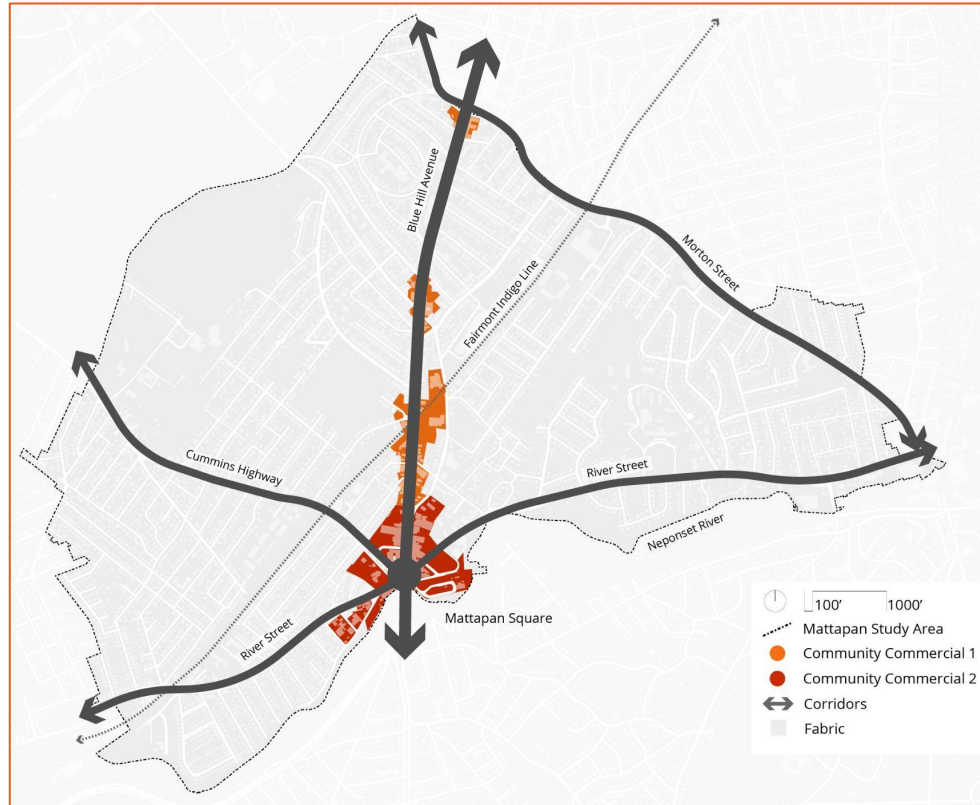 Blue Hill Avenue
Morton Street
Fairmont Indigo Line
Cummins Highway
River Street
Neponset River
Mattapan Square
River Street
100’ 1000’
Mattapan Study Area
Community Commercial 1
Community Commercial 2
Corridors
Fabric